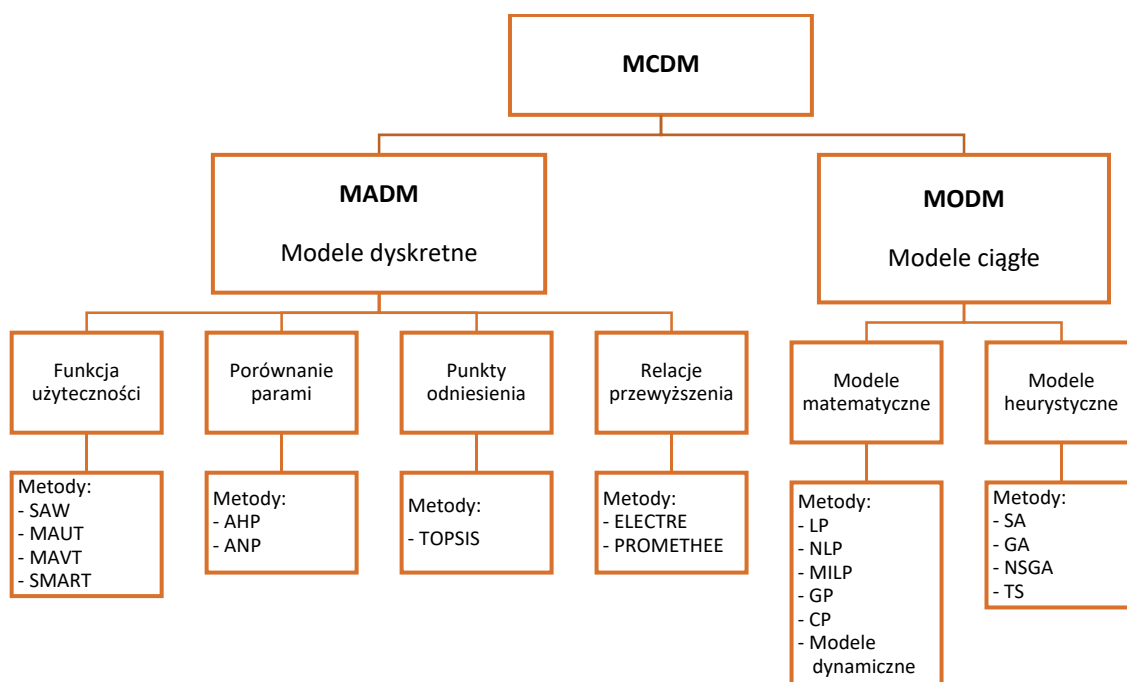 MCDM
MADM
Modele dyskretne
MODM
Modele ciągłe
Funkcja
użyteczności
Porównanie
parami
Punkty
odniesienia
Relacje
przewyższenia
Modele
matematyczne
Modele
heurystyczne
Metody:
- SAW
- MAUT
- MAVT
- SMART
Metody:
- AHP
- ANP
Metody:
- TOPSIS
Metody:
- ELECTRE
- PROMETHEE
Metody:
- LP
- NLP
- MILP
- GP
- CP
- Modele
dynamiczne
Metody:
- SA
- GA
- NSGA
- TS